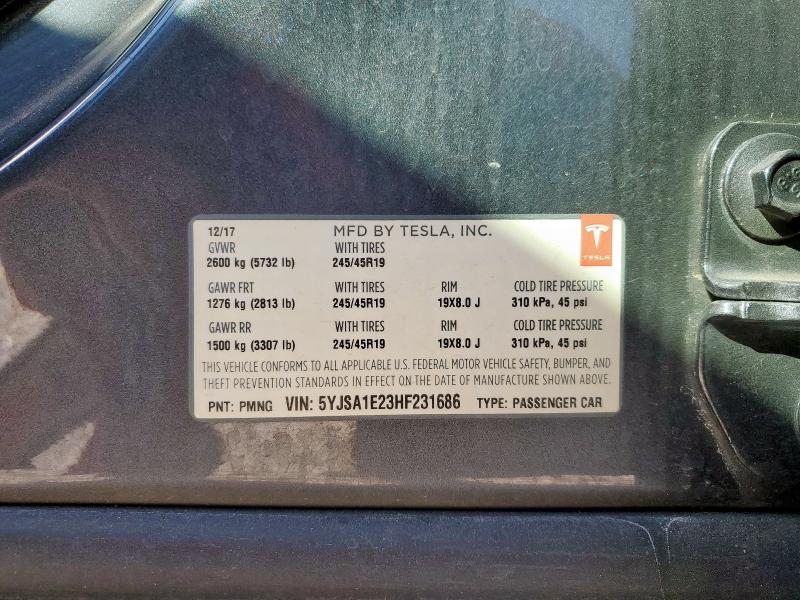 12/17 MFD BY TESLA, INC.
TESLA
GVWR WITH TIRES
2600 kg (5732 lb) 245/45R19
GAWR FRT WITH TIRES RIM COLD TIRE PRESSURE
1276 kg (2813 lb) 245/45R19 19X8.0 J 310 kPa, 45 psi
GAWR RR WITH TIRES RIM COLD TIRE PRESSURE
1500 kg (3307 lb) 245/45R19 19X8.0 J 310 kPa, 45 psi
THIS VEHICLE CONFORMS TO ALL APPLICABLE U.S. FEDERAL MOTOR VEHICLE SAFETY, BUMPER, AND
THEFT PREVENTION STANDARDS IN EFFECT ON THE DATE OF MANUFACTURE SHOWN ABOVE.
PNT: PMNG VIN: 5YJSA1E23HF231686 TYPE: PASSENGER CAR